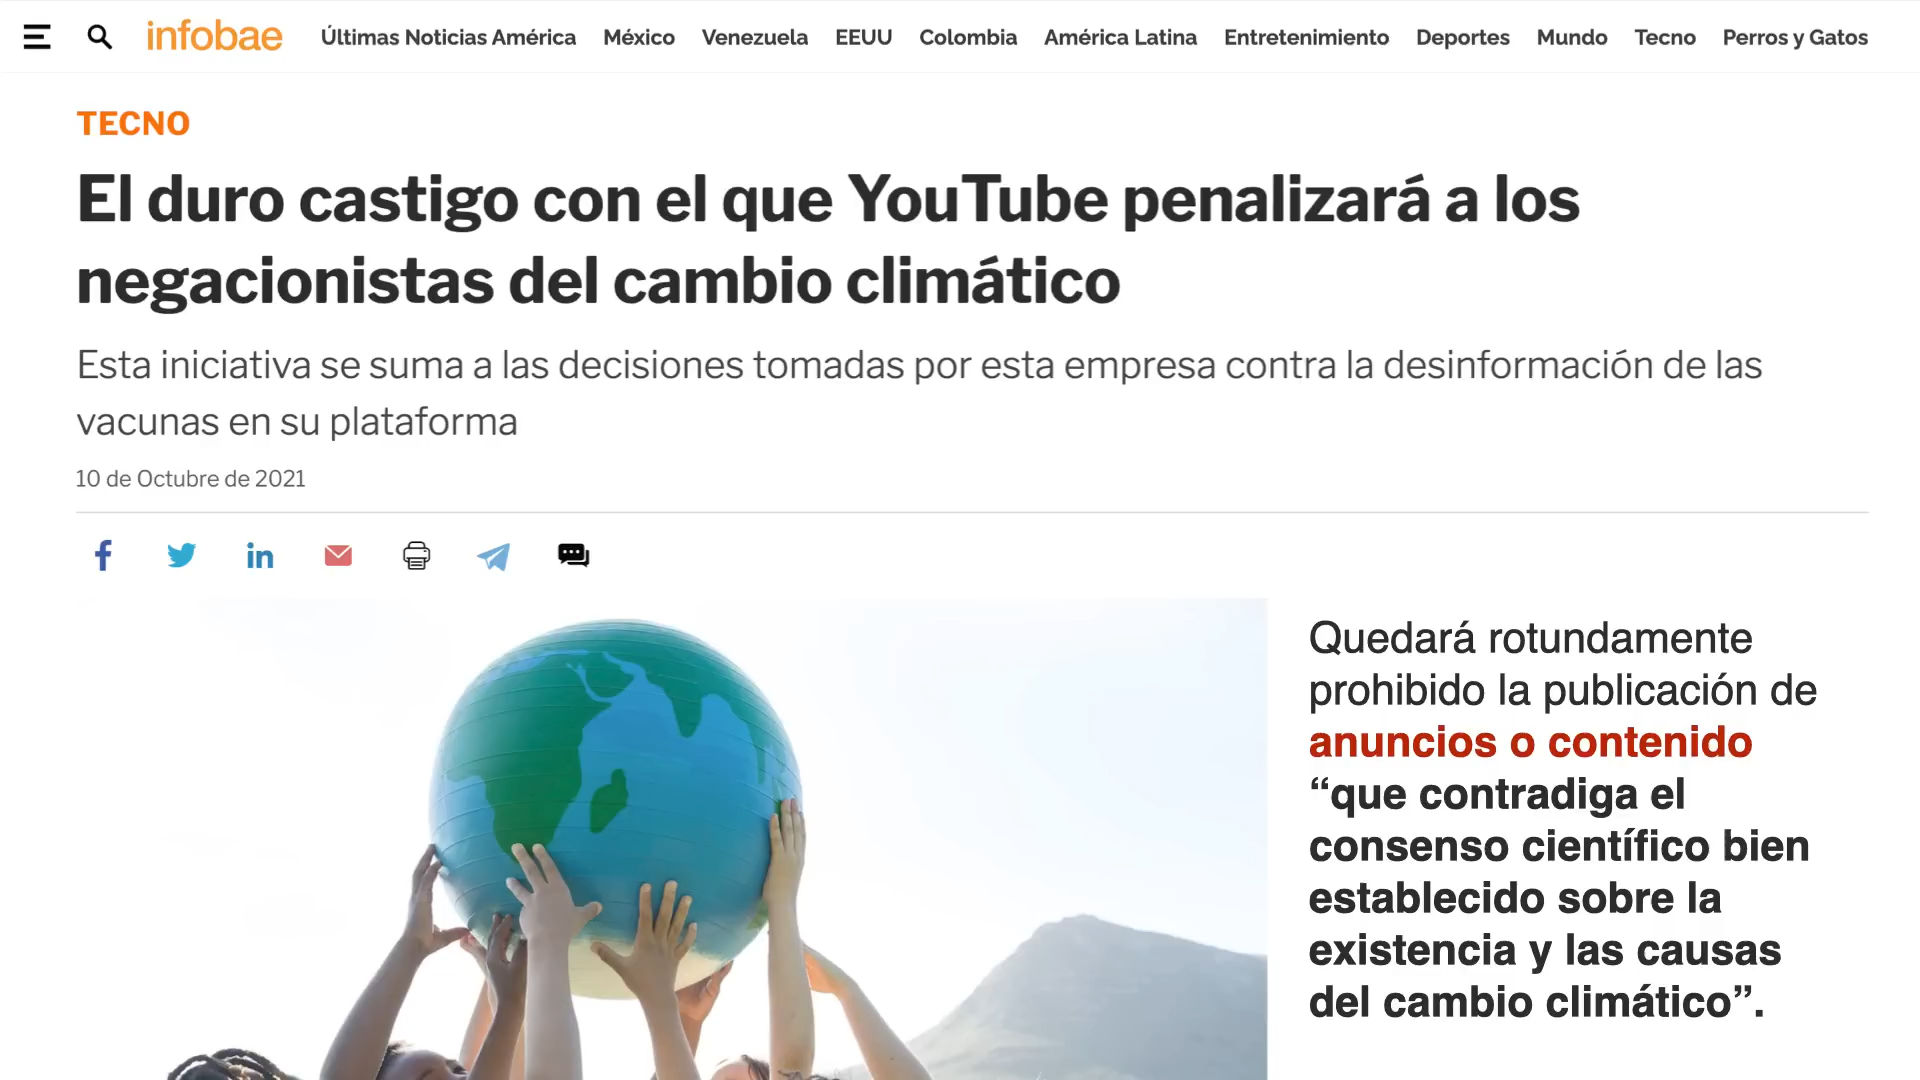 infobae Últimas Noticias América México Venezuela EEUU Colombia América Latina Entretenimiento Deportes Mundo Tecno Perros y Gatos
TECNO
El duro castigo con el que YouTube penalizará a los
negacionistas del cambio climático
Esta iniciativa se suma a las decisiones tomadas por esta empresa contra la desinformación de las
vacunas en su plataforma
10 de Octubre de 2021
Quedará rotundamente
prohibido la publicación de
anuncios o contenido
“que contradiga el
consenso científico bien
establecido sobre la
existencia y las causas
del cambio climático”.